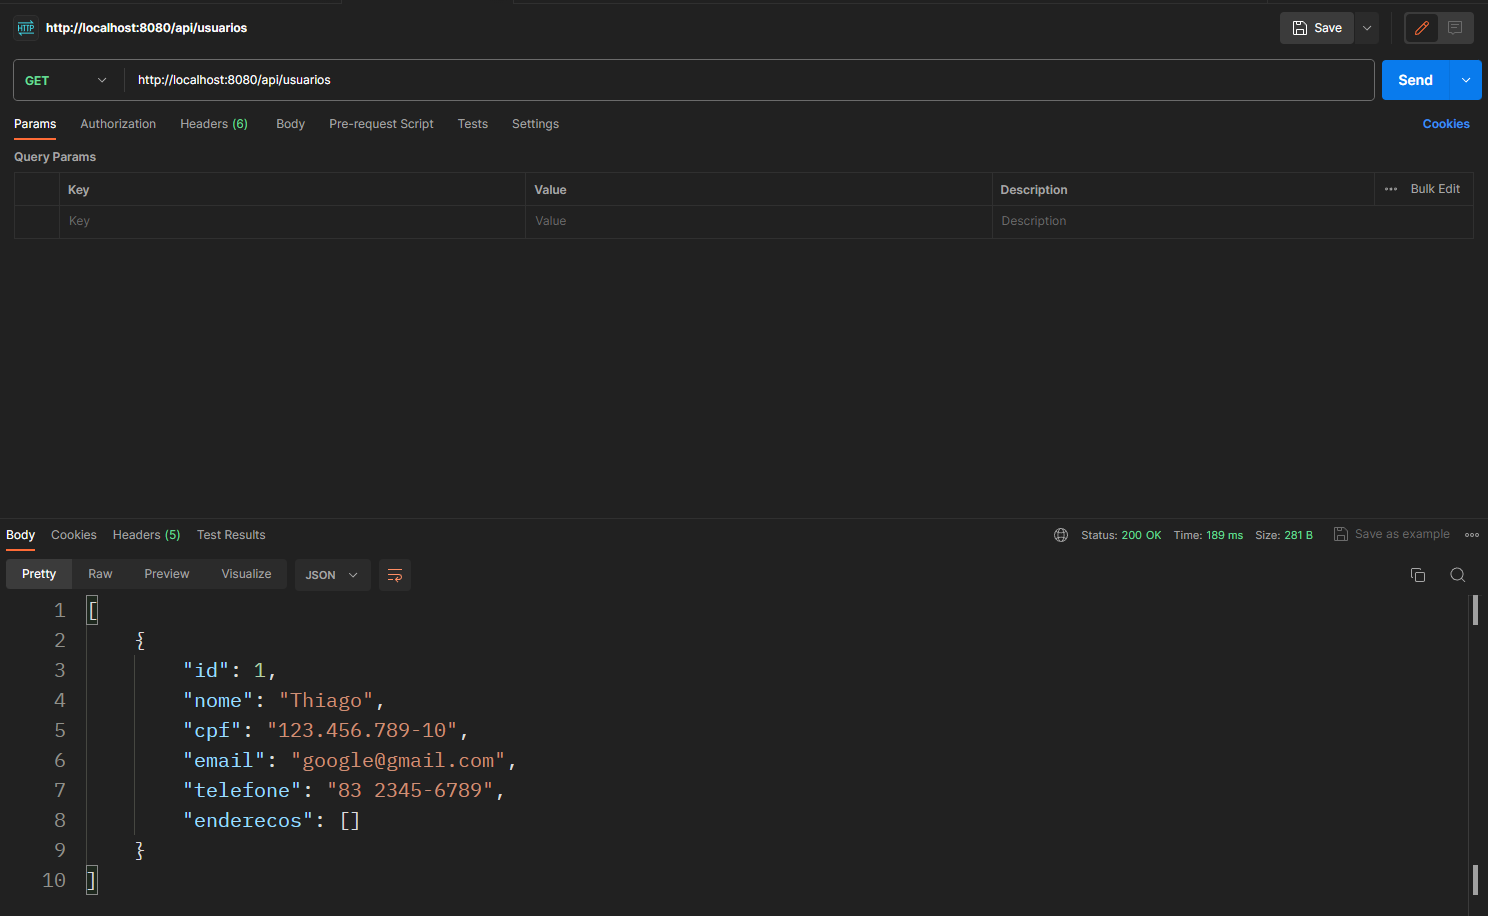 HTTP http://localhost:8080/api/usuarios Save
GET http://localhost:8080/api/usuarios Send
Params Authorization Headers (6) Body Pre-request Script Tests Settings Cookies
Query Params
Key Value Description Bulk Edit
Key Value Description
Body Cookies Headers (5) Test Results Status: 200 OK Time: 189 ms Size: 281 B Save as example
Pretty Raw Preview Visualize JSON
1 [
2 {
3 "id": 1,
4 "nome": "Thiago",
5 "cpf": "123.456.789-10",
6 "email": "google@gmail.com",
7 "telefone": "83 2345-6789",
8 "enderecos": []
9 }
10 ]